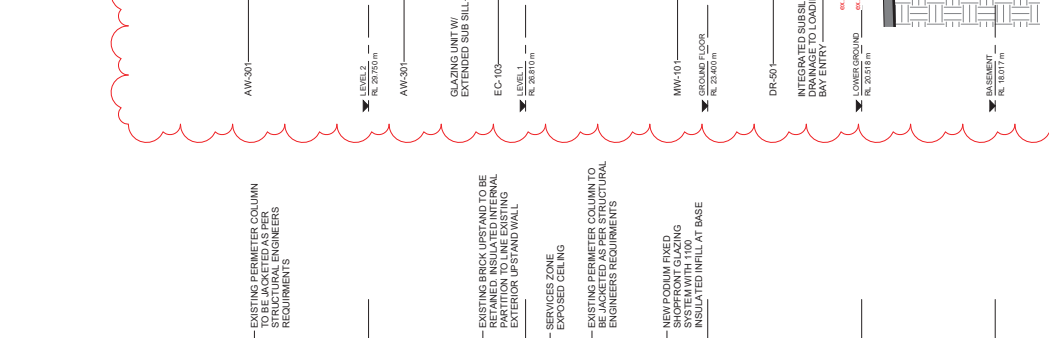 AW-301
LEVEL 2
RL 29.750 m
AW-301
GLAZING UNIT W/
EXTENDED SUB SILL
EC-103
LEVEL 1
RL 26.810 m
MW-101
GROUND FLOOR
RL 23.400 m
DR-501
INTEGRATED SUBSIL
DRAINAGE TO LOADI
BAY ENTRY
LOWER GROUND
RL 20.518 m
ex.
ex.
BASEMENT
RL 18.017 m
EXISTING PERIMETER COLUMN
TO BE JACKETED AS PER
STRUCTURAL ENGINEERS
REQUIRMENTS
EXISTING BRICK UPSTAND TO BE
RETAINED. INSULATED INTERNAL
PARTITION TO LINE EXISTING
EXTERIOR UPSTAND WALL
SERVICES ZONE
EXPOSED CEILING
EXISTING PERIMETER COLUMN TO
BE JACKETED AS PER STRUCTURAL
ENGINEERS REQUIRMENTS
NEW PODIUM FIXED
SHOPFRONT GLAZING
SYSTEM WITH 1100
INSULATED INFILL AT BASE